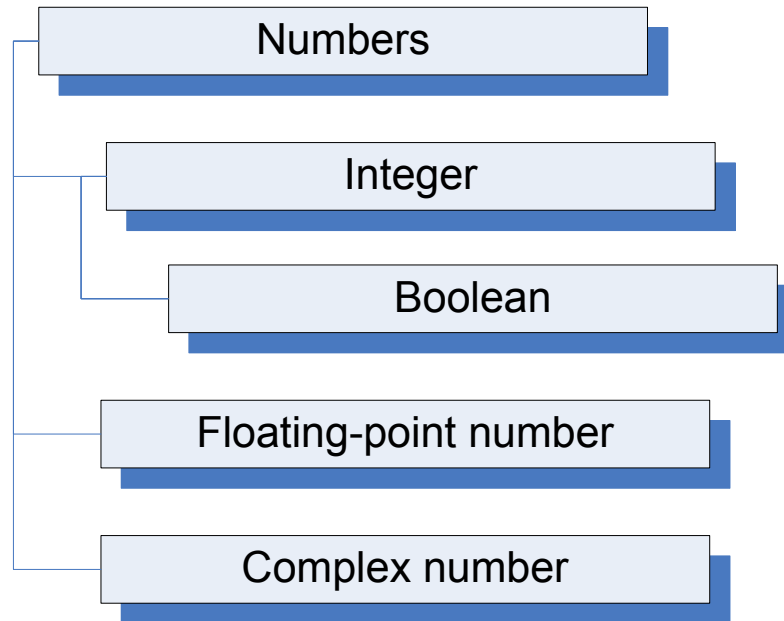 Numbers
Integer
Boolean
Floating-point number
Complex number